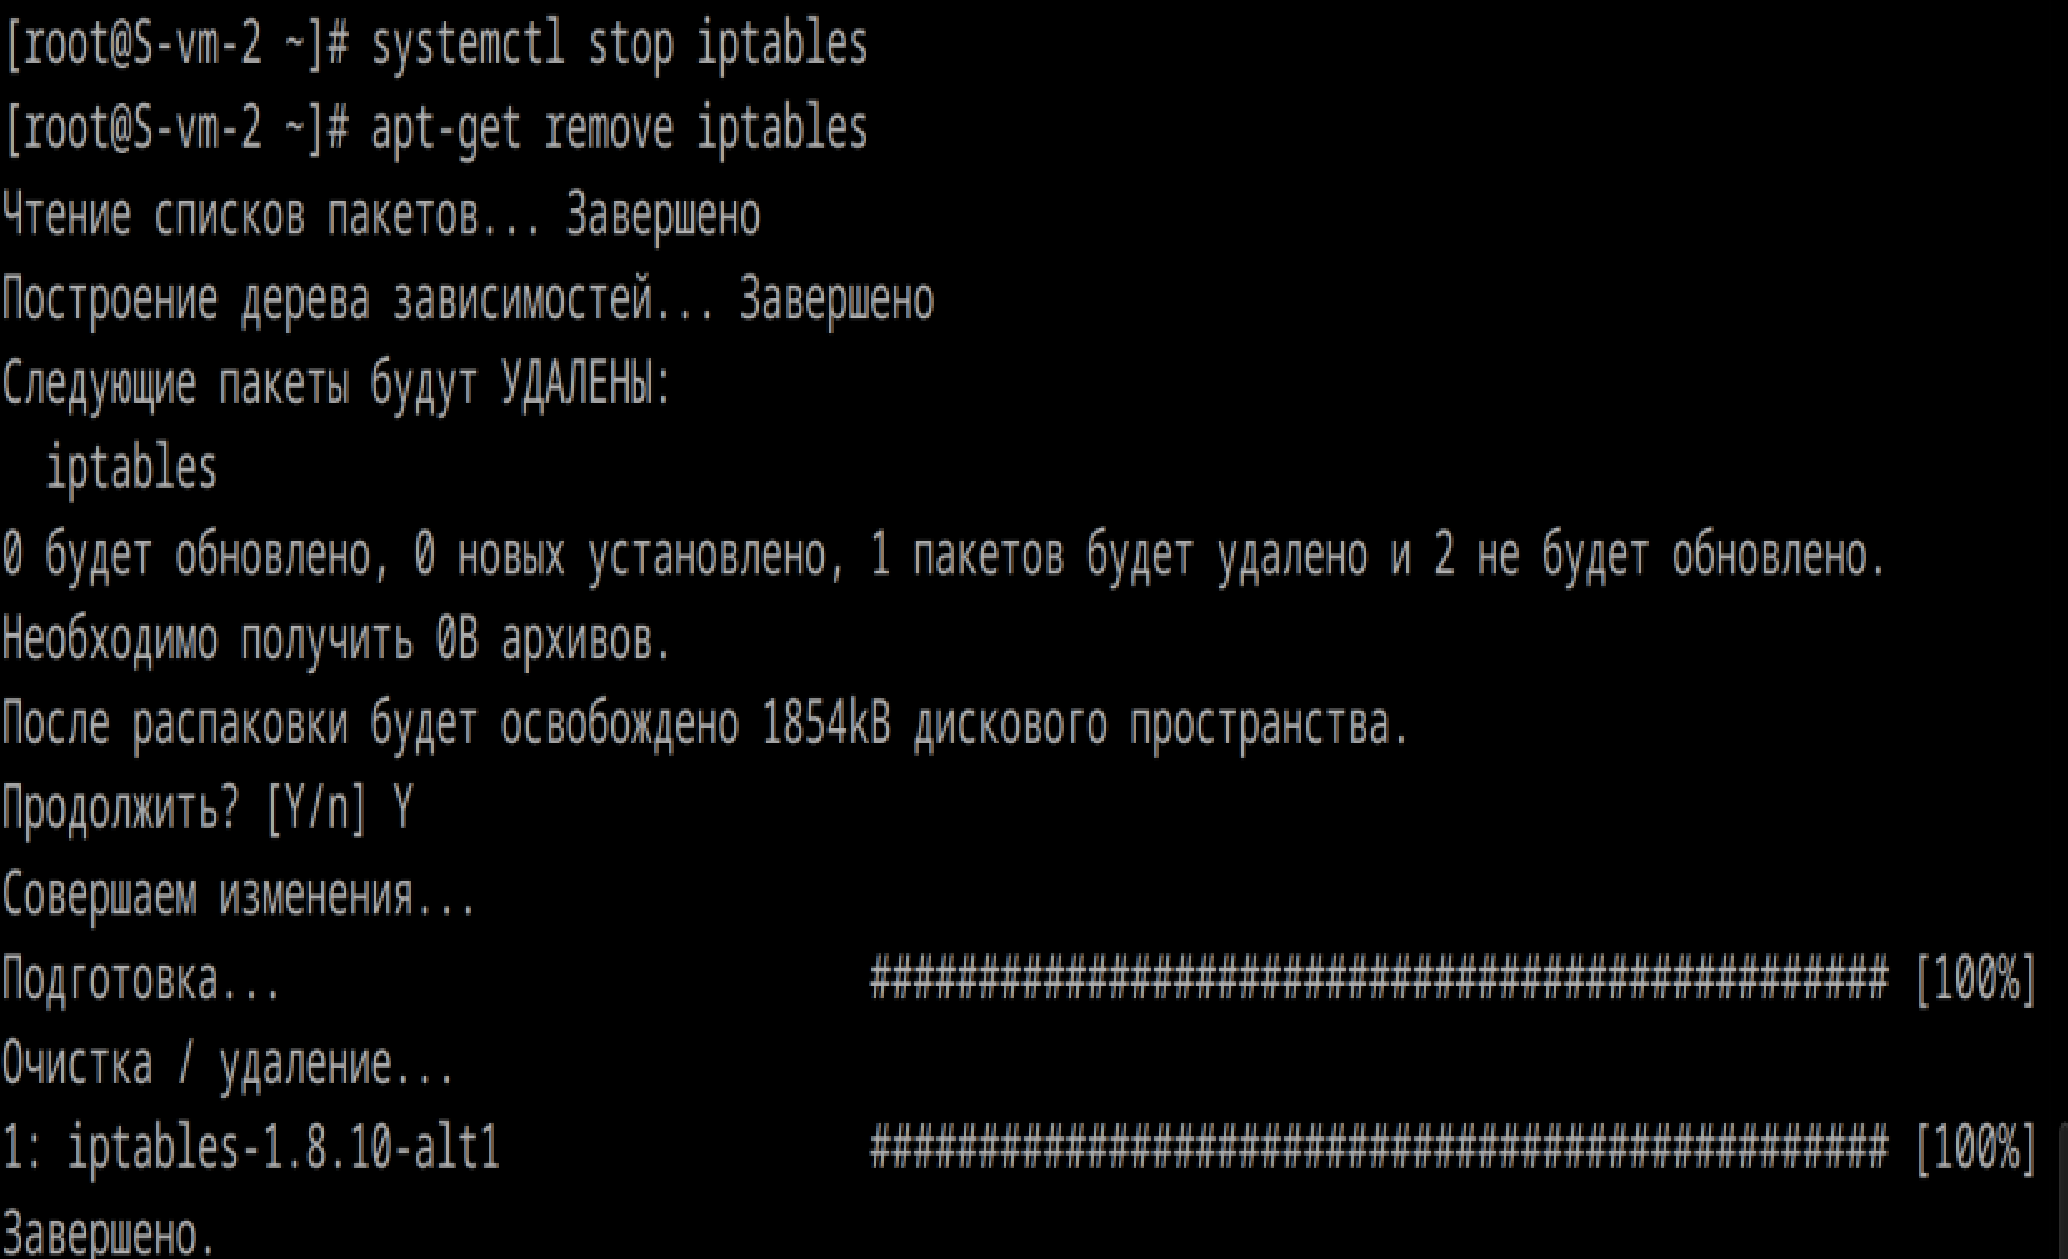 [root@S-vm-2 ~]# systemctl stop iptables
[root@S-vm-2 ~]# apt-get remove iptables
Чтение списков пакетов... Завершено
Построение дерева зависимостей... Завершено
Следующие пакеты будут УДАЛЕНЫ:
  iptables
0 будет обновлено, 0 новых установлено, 1 пакетов будет удалено и 2 не будет обновлено.
Необходимо получить 0B архивов.
После распаковки будет освобождено 1854kB дискового пространства.
Продолжить? [Y/n] Y
Совершаем изменения...
Подготовка...                           ############################################### [100%]
Очистка / удаление...
1: iptables-1.8.10-alt1                 ############################################### [100%]
Завершено.